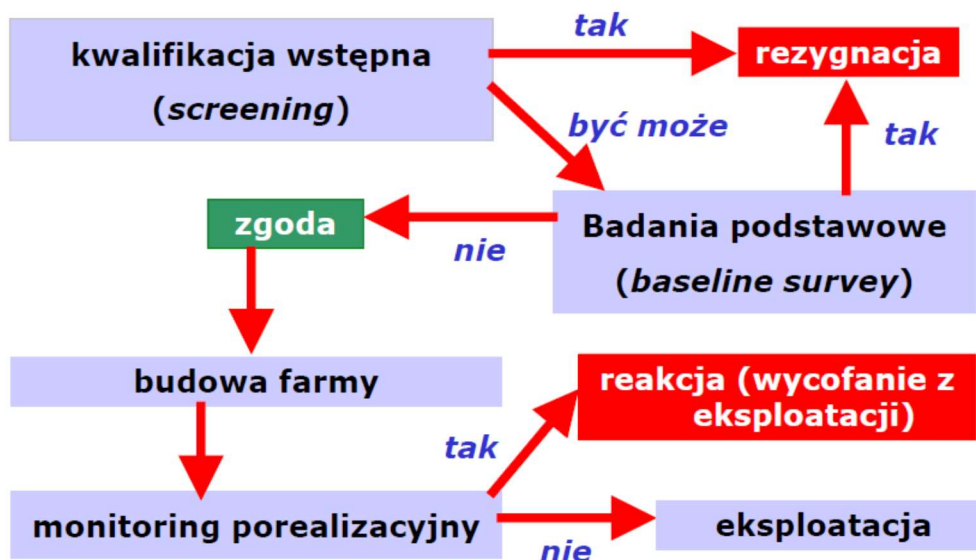 kwalifikacja wstępna
(screening)
tak
rezygnacja
być może
tak
zgoda
nie
Badania podstawowe
(baseline survey)
budowa farmy
reakcja (wycofanie z
eksploatacji)
tak
monitoring porealizacyjny
nie
eksploatacja